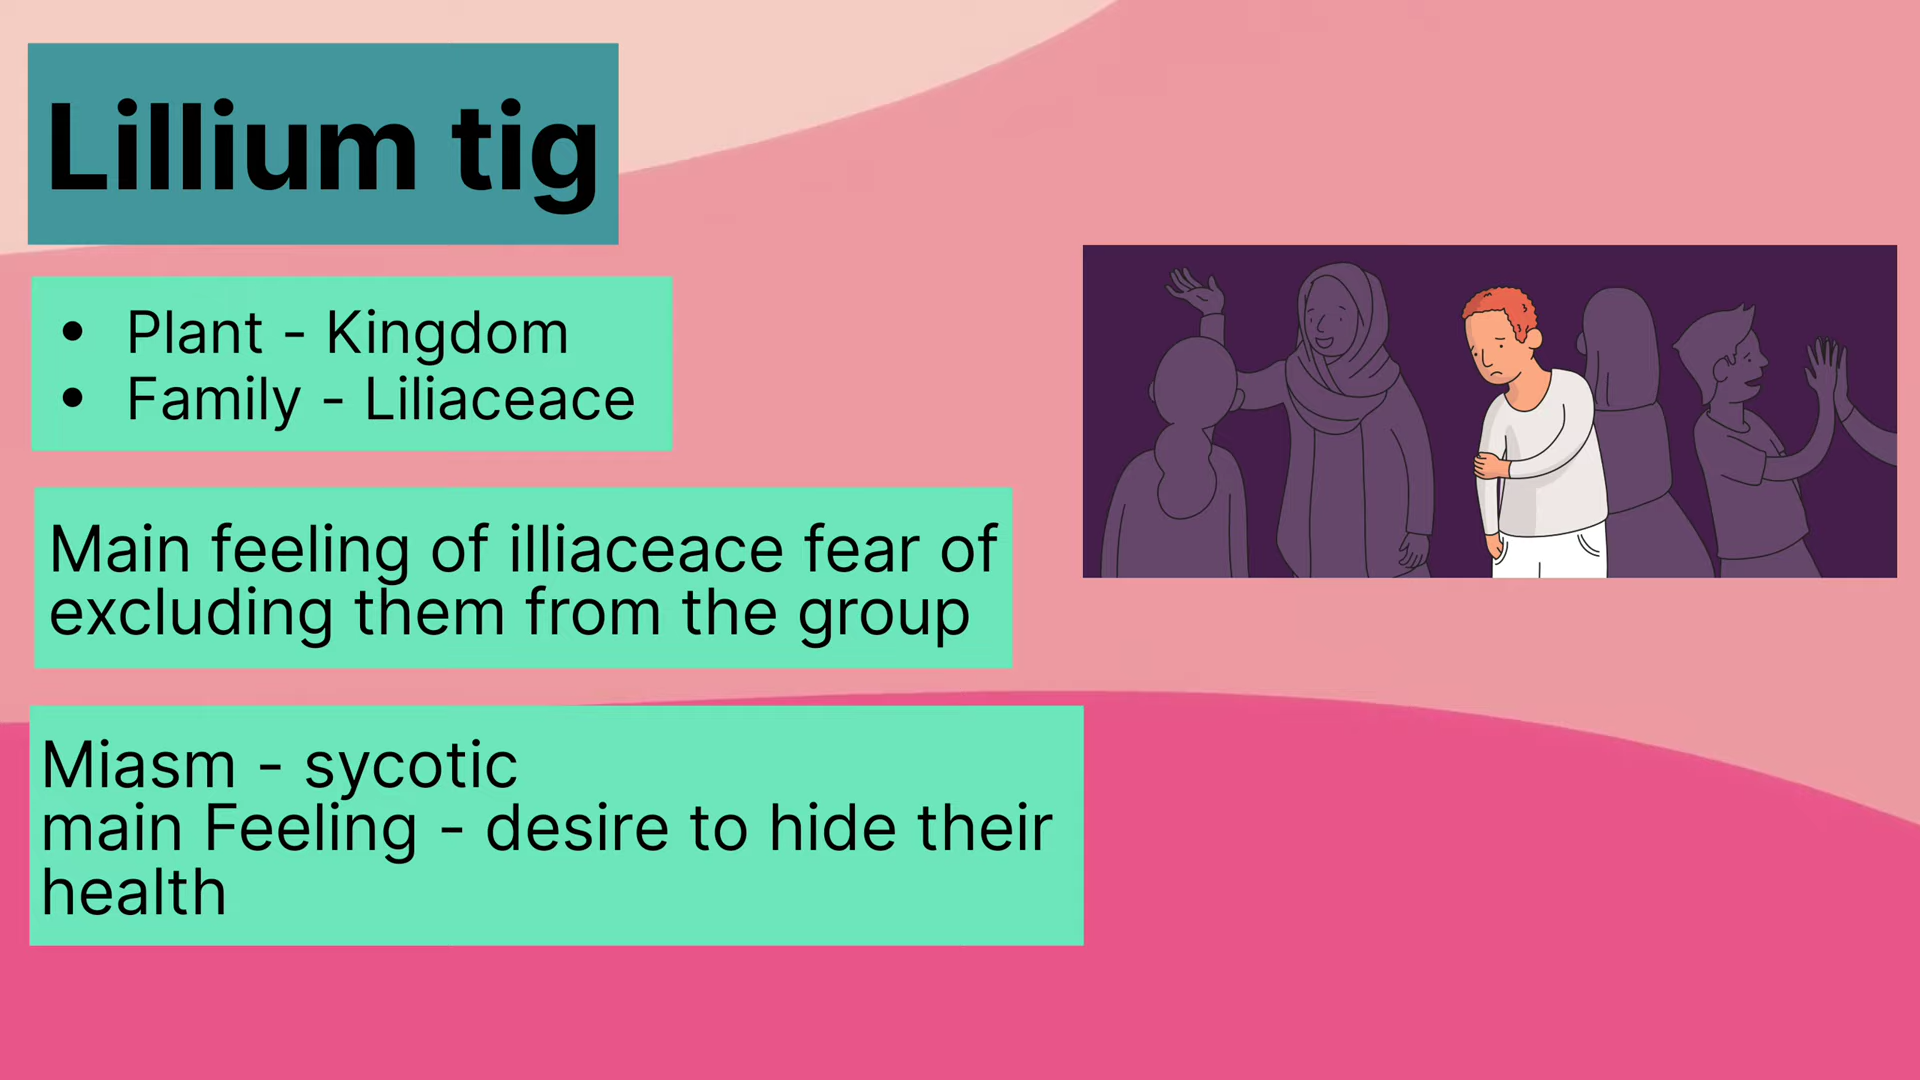 Lillium tig
• Plant - Kingdom
• Family - Liliaceace
Main feeling of illiaceace fear of
excluding them from the group
Miasm - sycotic
main Feeling - desire to hide their
health